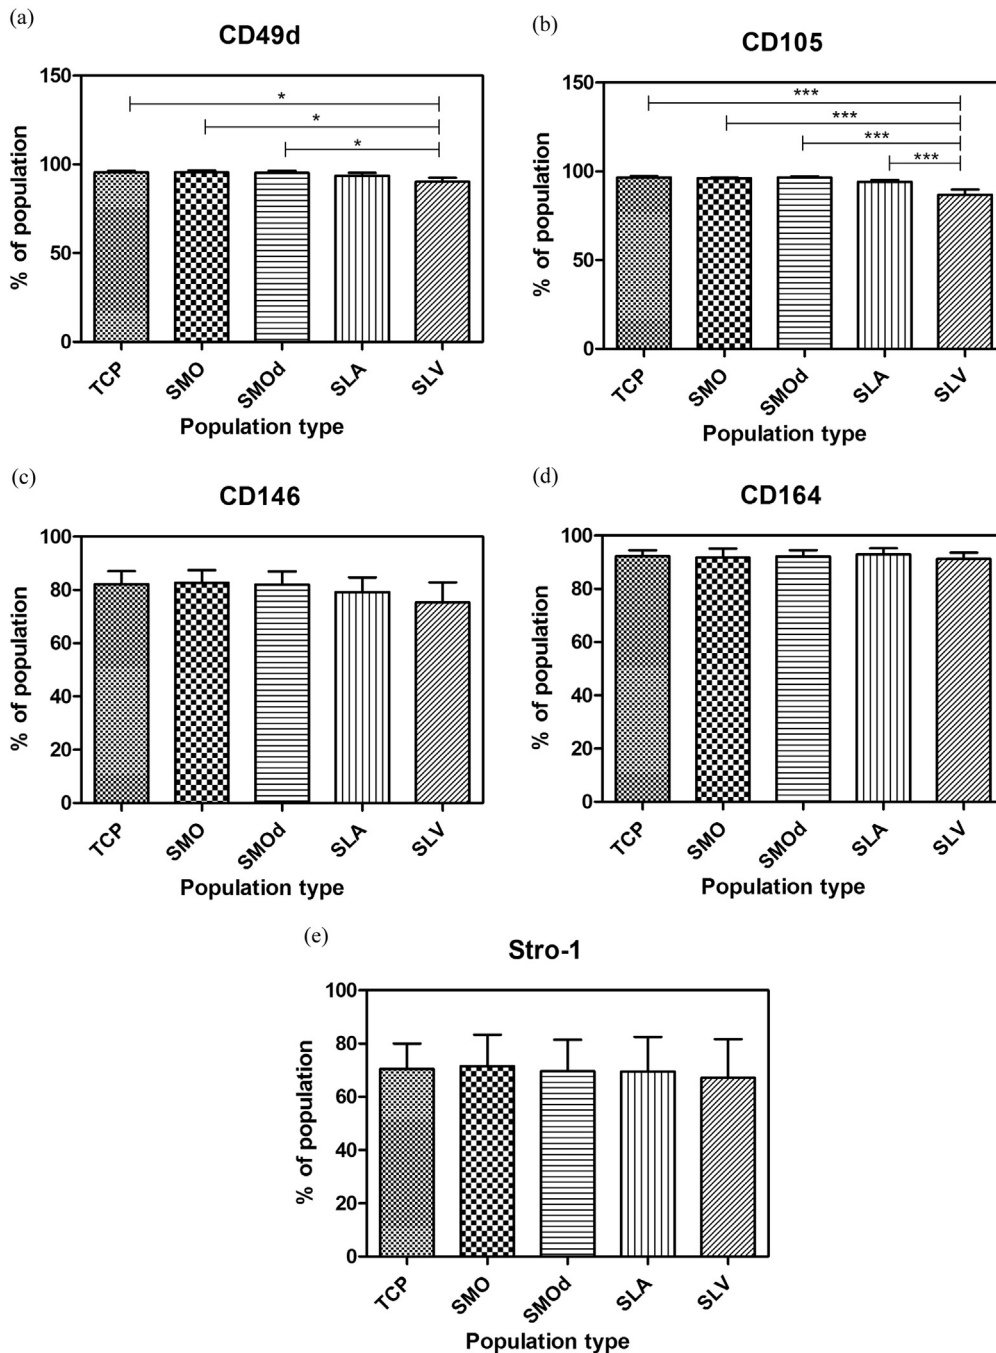 (a)
CD49d
% of population
150
100
50
0
*
*
*
TCP
SMO
SMOd
SLA
SLV
Population type
(b)
CD105
% of population
150
100
50
0
***
***
***
***
TCP
SMO
SMOd
SLA
SLV
Population type
(c)
CD146
% of population
100
80
60
40
20
0
TCP
SMO
SMOd
SLA
SLV
Population type
(d)
CD164
% of population
100
80
60
40
20
0
TCP
SMO
SMOd
SLA
SLV
Population type
(e)
Stro-1
% of population
100
80
60
40
20
0
TCP
SMO
SMOd
SLA
SLV
Population type